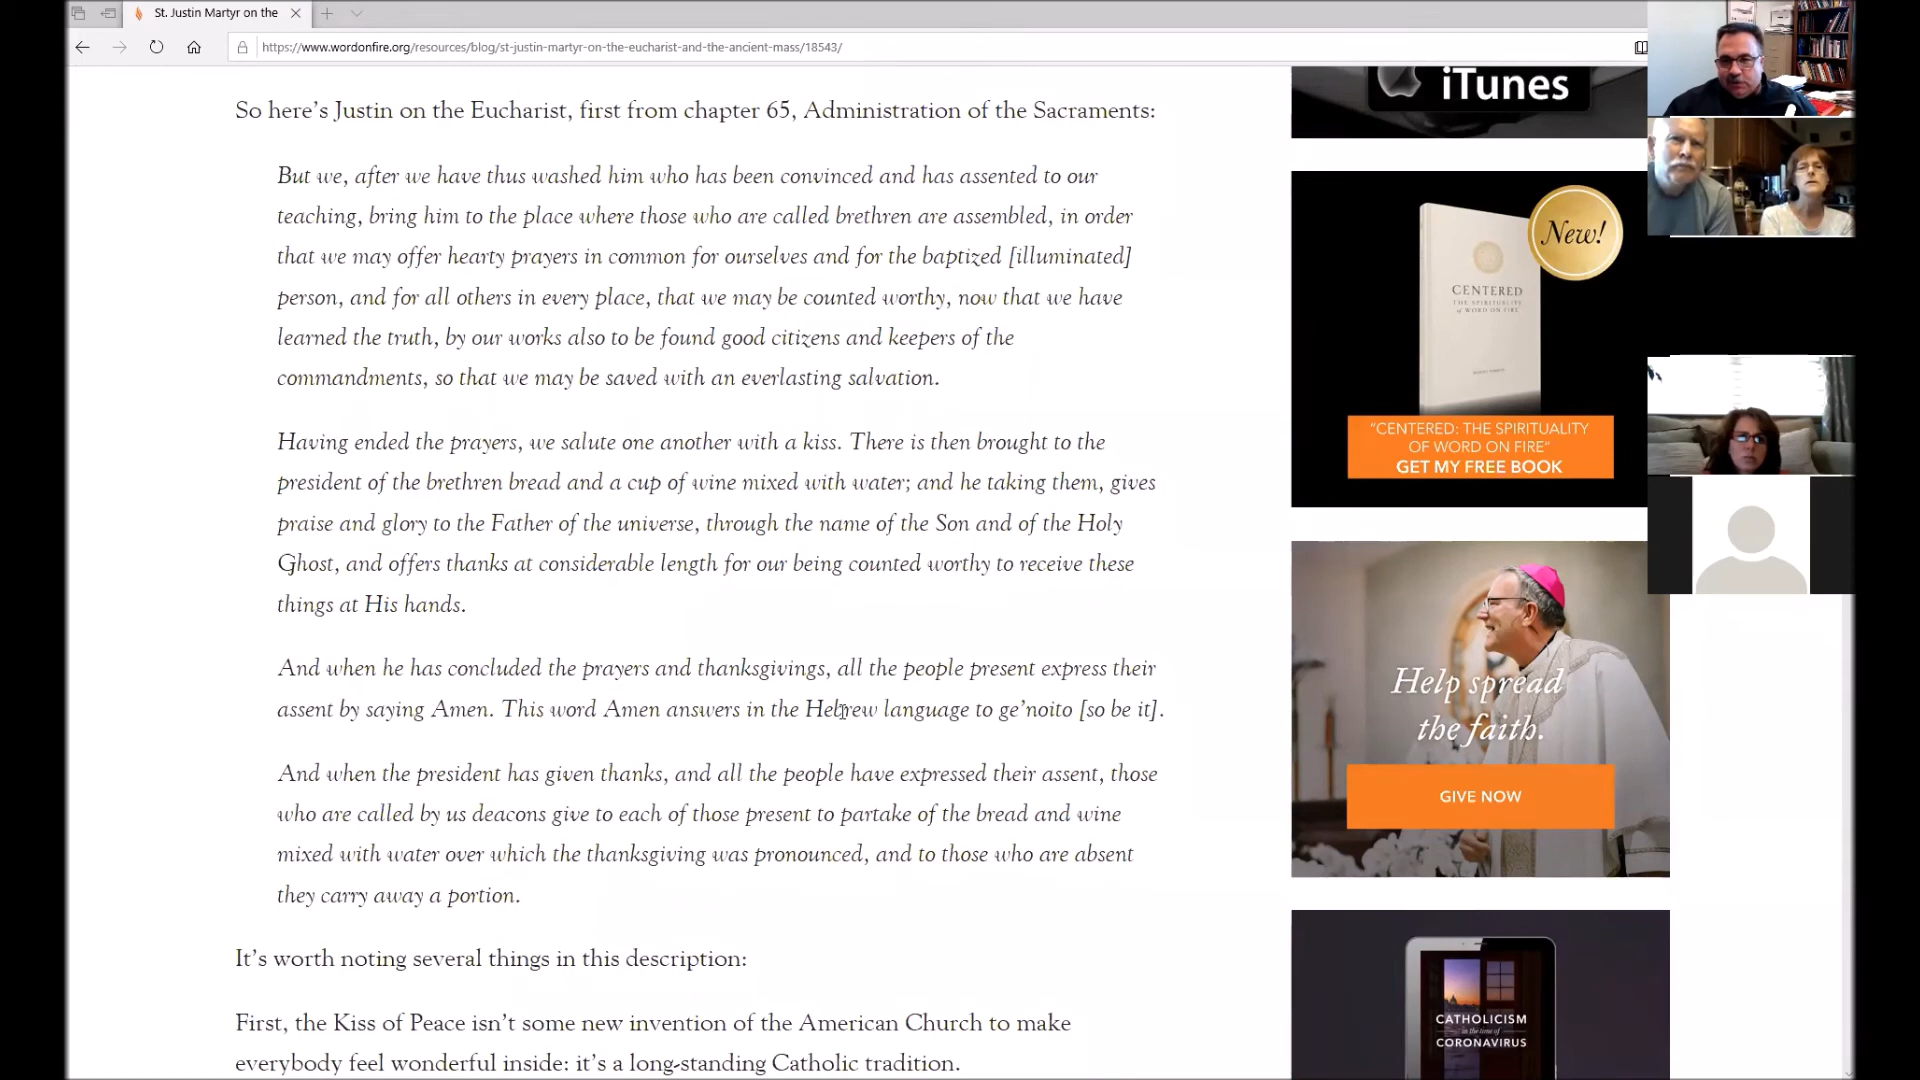 St. Justin Martyr on the
https://www.wordonfire.org/resources/blog/st-justin-martyr-on-the-eucharist-and-the-ancient-mass/18543/
So here’s Justin on the Eucharist, first from chapter 65, Administration of the Sacraments:
But we, after we have thus washed him who has been convinced and has assented to our
teaching, bring him to the place where those who are called brethren are assembled, in order
that we may offer hearty prayers in common for ourselves and for the baptized [illuminated]
person, and for all others in every place, that we may be counted worthy, now that we have
learned the truth, by our works also to be found good citizens and keepers of the
commandments, so that we may be saved with an everlasting salvation.
Having ended the prayers, we salute one another with a kiss. There is then brought to the
president of the brethren bread and a cup of wine mixed with water; and he taking them, gives
praise and glory to the Father of the universe, through the name of the Son and of the Holy
Ghost, and offers thanks at considerable length for our being counted worthy to receive these
things at His hands.
And when he has concluded the prayers and thanksgivings, all the people present express their
assent by saying Amen. This word Amen answers in the Hebrew language to ge’noito [so be it].
And when the president has given thanks, and all the people have expressed their assent, those
who are called by us deacons give to each of those present to partake of the bread and wine
mixed with water over which the thanksgiving was pronounced, and to those who are absent
they carry away a portion.
It’s worth noting several things in this description:
First, the Kiss of Peace isn’t some new invention of the American Church to make
everybody feel wonderful inside: it’s a long-standing Catholic tradition.
iTunes
New!
CENTERED
THE SPIRITUALITY
of WORD ON FIRE
"CENTERED: THE SPIRITUALITY
OF WORD ON FIRE"
GET MY FREE BOOK
Help spread
the faith.
GIVE NOW
CATHOLICISM
in the time of
CORONAVIRUS